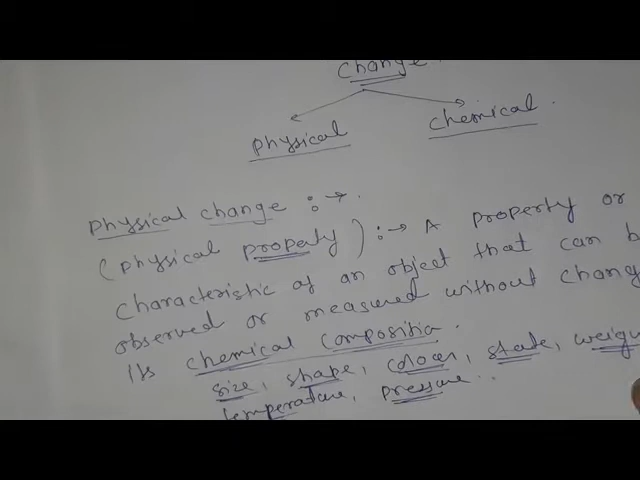 Change.
physical chemical.
physical change :→.
(physical property) :→ A property or
characteristic of an object that can b
observed or measured without chang
its chemical composition.
size, shape, colour, state, weigh
temperature, pressure..